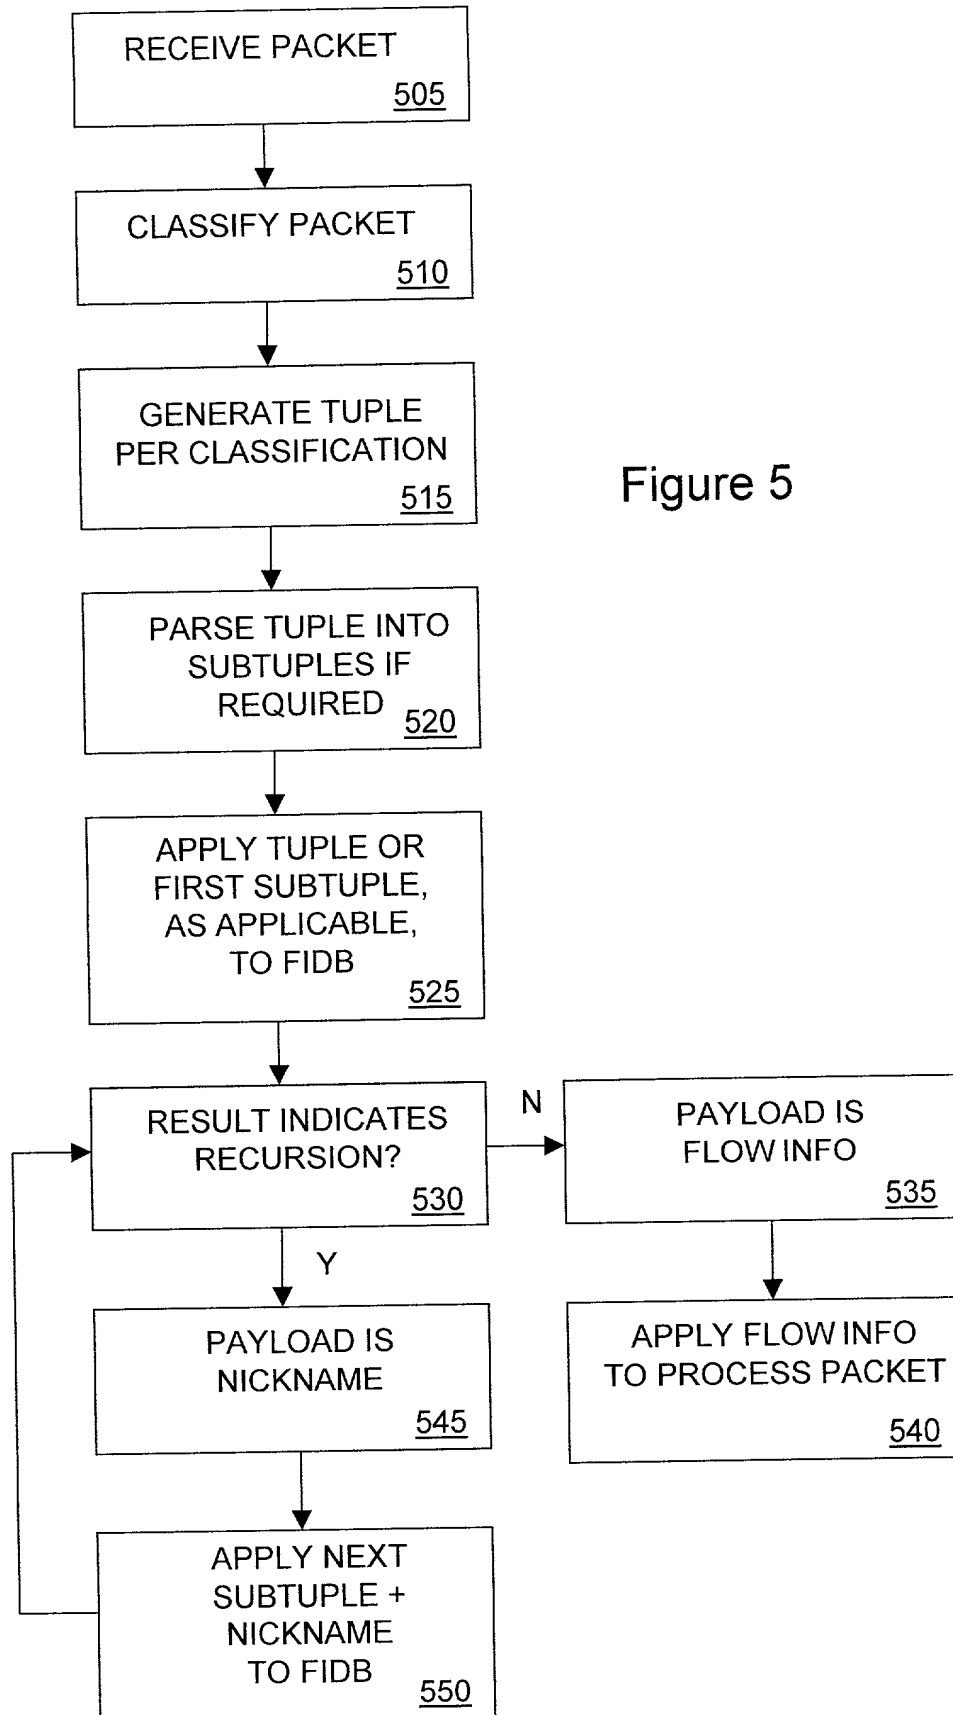 RECEIVE PACKET
505
CLASSIFY PACKET
510
GENERATE TUPLE
PER CLASSIFICATION
515
Figure 5
PARSE TUPLE INTO
SUBTUPLES IF
REQUIRED
520
APPLY TUPLE OR
FIRST SUBTUPLE,
AS APPLICABLE,
TO FIDB
525
RESULT INDICATES
RECURSION?
530
N
PAYLOAD IS
FLOW INFO
535
Y
APPLY FLOW INFO
TO PROCESS PACKET
540
PAYLOAD IS
NICKNAME
545
APPLY NEXT
SUBTUPLE +
NICKNAME
TO FIDB
550